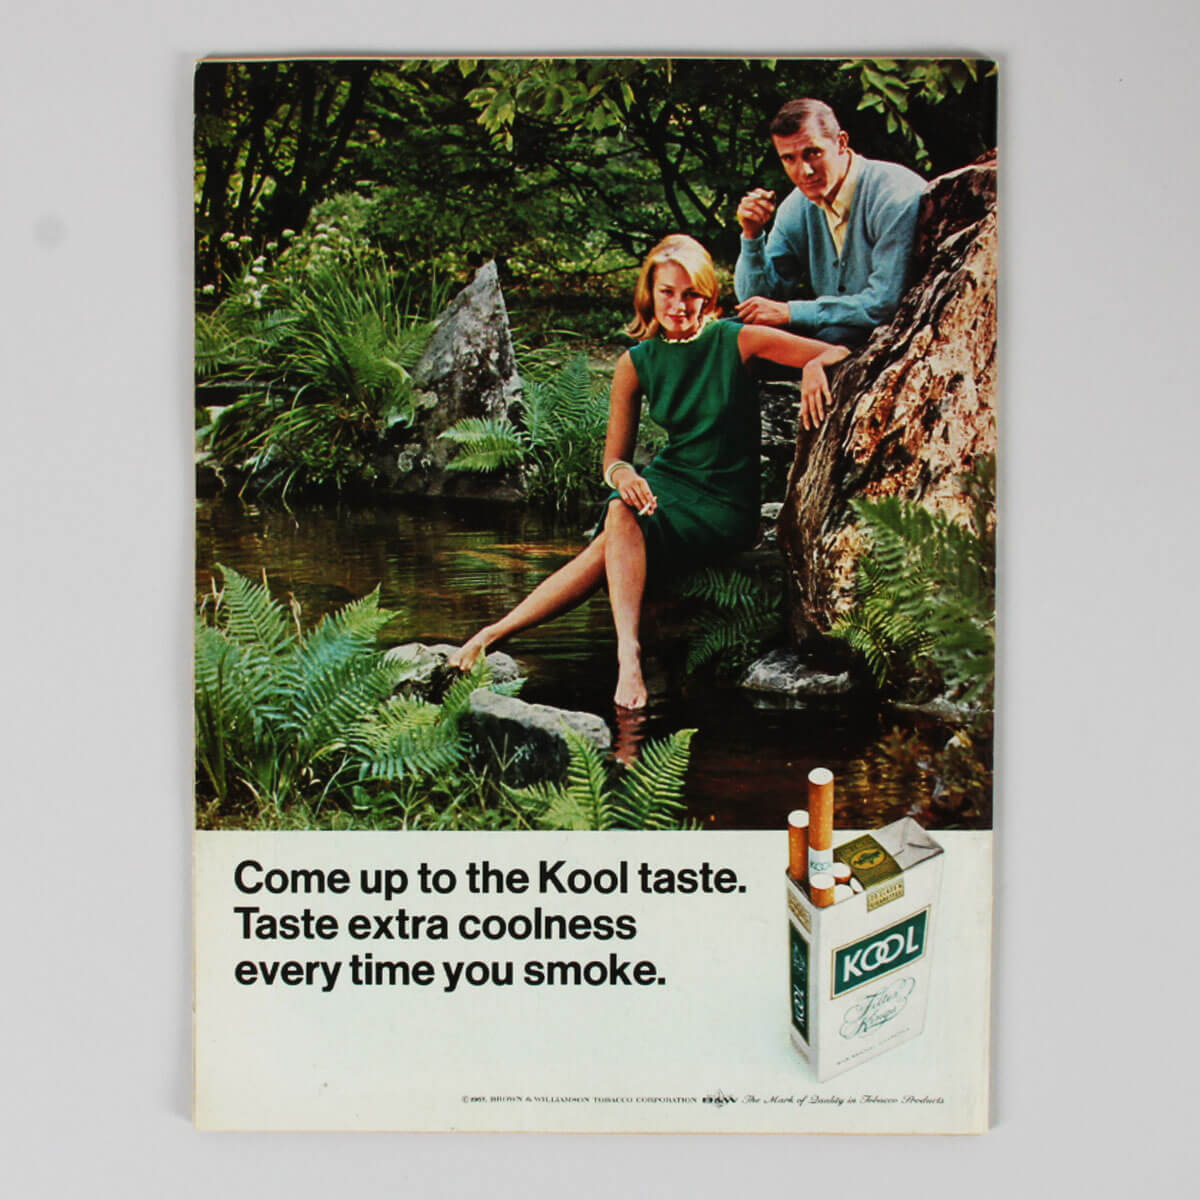 Come up to the Kool taste.
Taste extra coolness
every time you smoke.
KOOL
KOOL
KOOL
Filter
Kings
BROWN & WILLIAMSON TOBACCO CORPORATION B&W The Mark of Quality in Tobacco Products